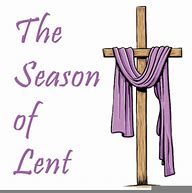 The
Season
of
Lent